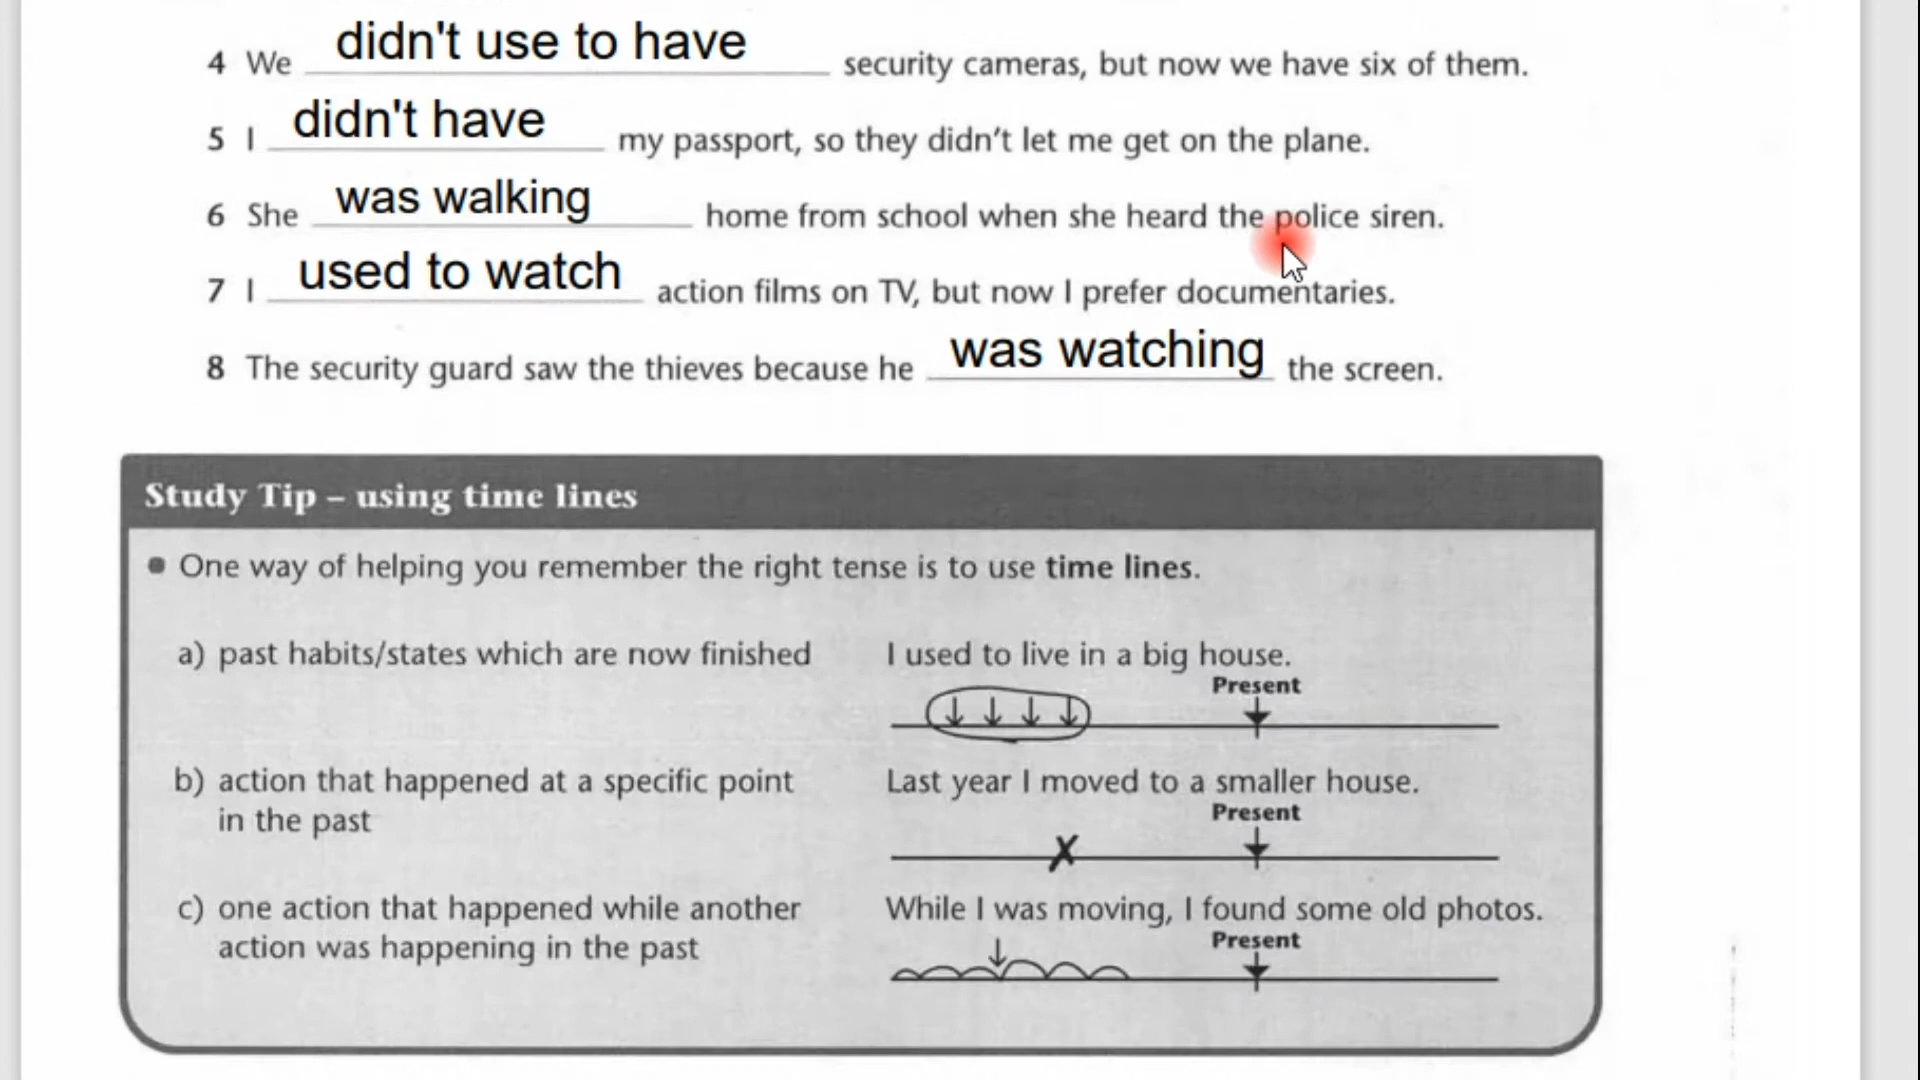 4 We didn't use to have security cameras, but now we have six of them.
5 I didn't have my passport, so they didn't let me get on the plane.
6 She was walking home from school when she heard the police siren.
7 I used to watch action films on TV, but now I prefer documentaries.
8 The security guard saw the thieves because he was watching the screen.
Study Tip – using time lines
• One way of helping you remember the right tense is to use time lines.
a) past habits/states which are now finished
I used to live in a big house.
Present
b) action that happened at a specific point
in the past
Last year I moved to a smaller house.
Present
c) one action that happened while another
action was happening in the past
While I was moving, I found some old photos.
Present